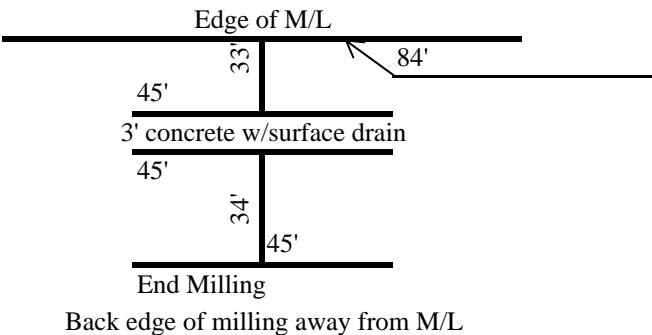 Edge of M/L
33'
84'
45'
3' concrete w/surface drain
45'
34'
45'
End Milling
Back edge of milling away from M/L